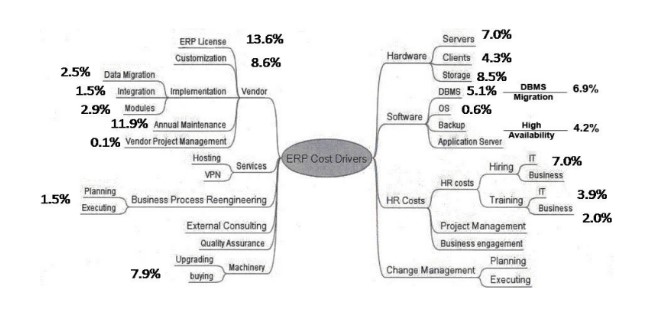 ERP Cost Drivers
ERP License 13.6%
Customization 8.6%
2.5% Data Migration
1.5% Integration
2.9% Modules
Implementation
Vendor
11.9% Annual Maintenance
0.1% Vendor Project Management
Hosting
VPN
Services
Planning
1.5%
Executing
Business Process Reengineering
External Consulting
Quality Assurance
Upgrading
7.9% buying
Machinery
Hardware
Servers 7.0%
Clients 4.3%
Storage 8.5%
Software
DBMS 5.1% DBMS Migration 6.9%
OS 0.6%
Backup High Availability 4.2%
Application Server
HR Costs
HR costs
Hiring
IT 7.0%
Business
Training
IT 3.9%
Business 2.0%
Project Management
Business engagement
Change Management
Planning
Executing